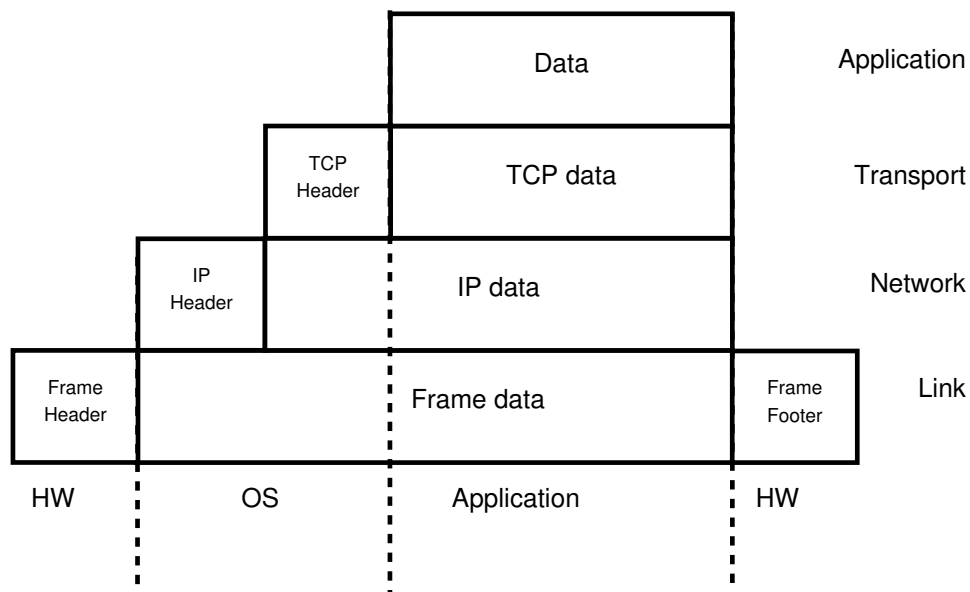 Data
Application
TCP
Header
TCP data
Transport
IP
Header
IP data
Network
Frame
Header
Frame data
Frame
Footer
Link
HW
OS
Application
HW